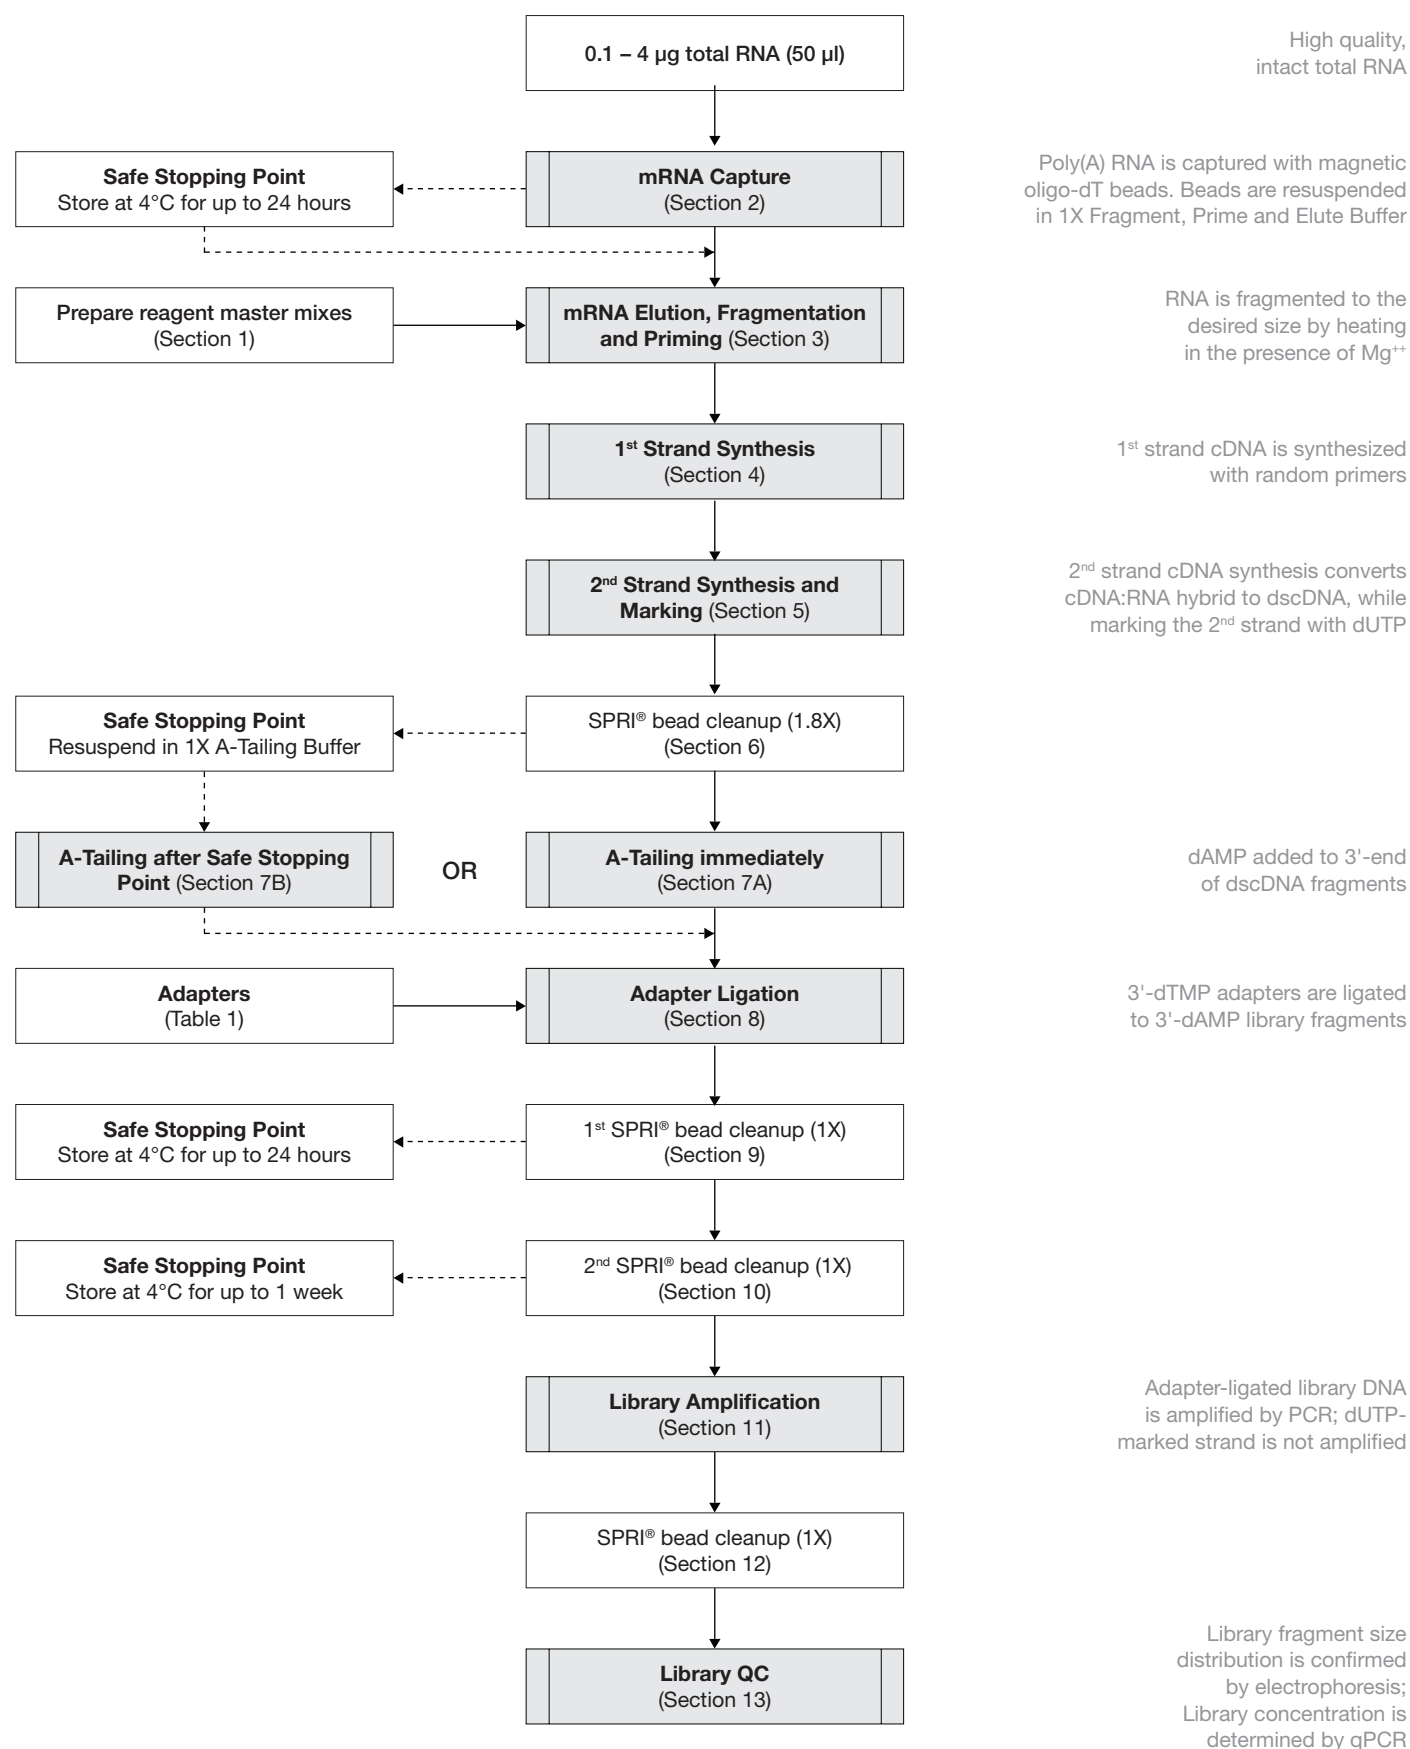 0.1 – 4 µg total RNA (50 µl)
High quality,
intact total RNA
Safe Stopping Point
Store at 4°C for up to 24 hours
mRNA Capture
(Section 2)
Poly(A) RNA is captured with magnetic
oligo-dT beads. Beads are resuspended
in 1X Fragment, Prime and Elute Buffer
Prepare reagent master mixes
(Section 1)
mRNA Elution, Fragmentation
and Priming (Section 3)
RNA is fragmented to the
desired size by heating
in the presence of Mg⁺⁺
1ˢᵗ Strand Synthesis
(Section 4)
1ˢᵗ strand cDNA is synthesized
with random primers
2ⁿᵈ Strand Synthesis and
Marking (Section 5)
2ⁿᵈ strand cDNA synthesis converts
cDNA:RNA hybrid to dscDNA, while
marking the 2ⁿᵈ strand with dUTP
Safe Stopping Point
Resuspend in 1X A-Tailing Buffer
SPRI® bead cleanup (1.8X)
(Section 6)
A-Tailing after Safe Stopping
Point (Section 7B)
OR
A-Tailing immediately
(Section 7A)
dAMP added to 3'-end
of dscDNA fragments
Adapters
(Table 1)
Adapter Ligation
(Section 8)
3'-dTMP adapters are ligated
to 3'-dAMP library fragments
Safe Stopping Point
Store at 4°C for up to 24 hours
1ˢᵗ SPRI® bead cleanup (1X)
(Section 9)
Safe Stopping Point
Store at 4°C for up to 1 week
2ⁿᵈ SPRI® bead cleanup (1X)
(Section 10)
Library Amplification
(Section 11)
Adapter-ligated library DNA
is amplified by PCR; dUTP-
marked strand is not amplified
SPRI® bead cleanup (1X)
(Section 12)
Library QC
(Section 13)
Library fragment size
distribution is confirmed
by electrophoresis;
Library concentration is
determined by qPCR